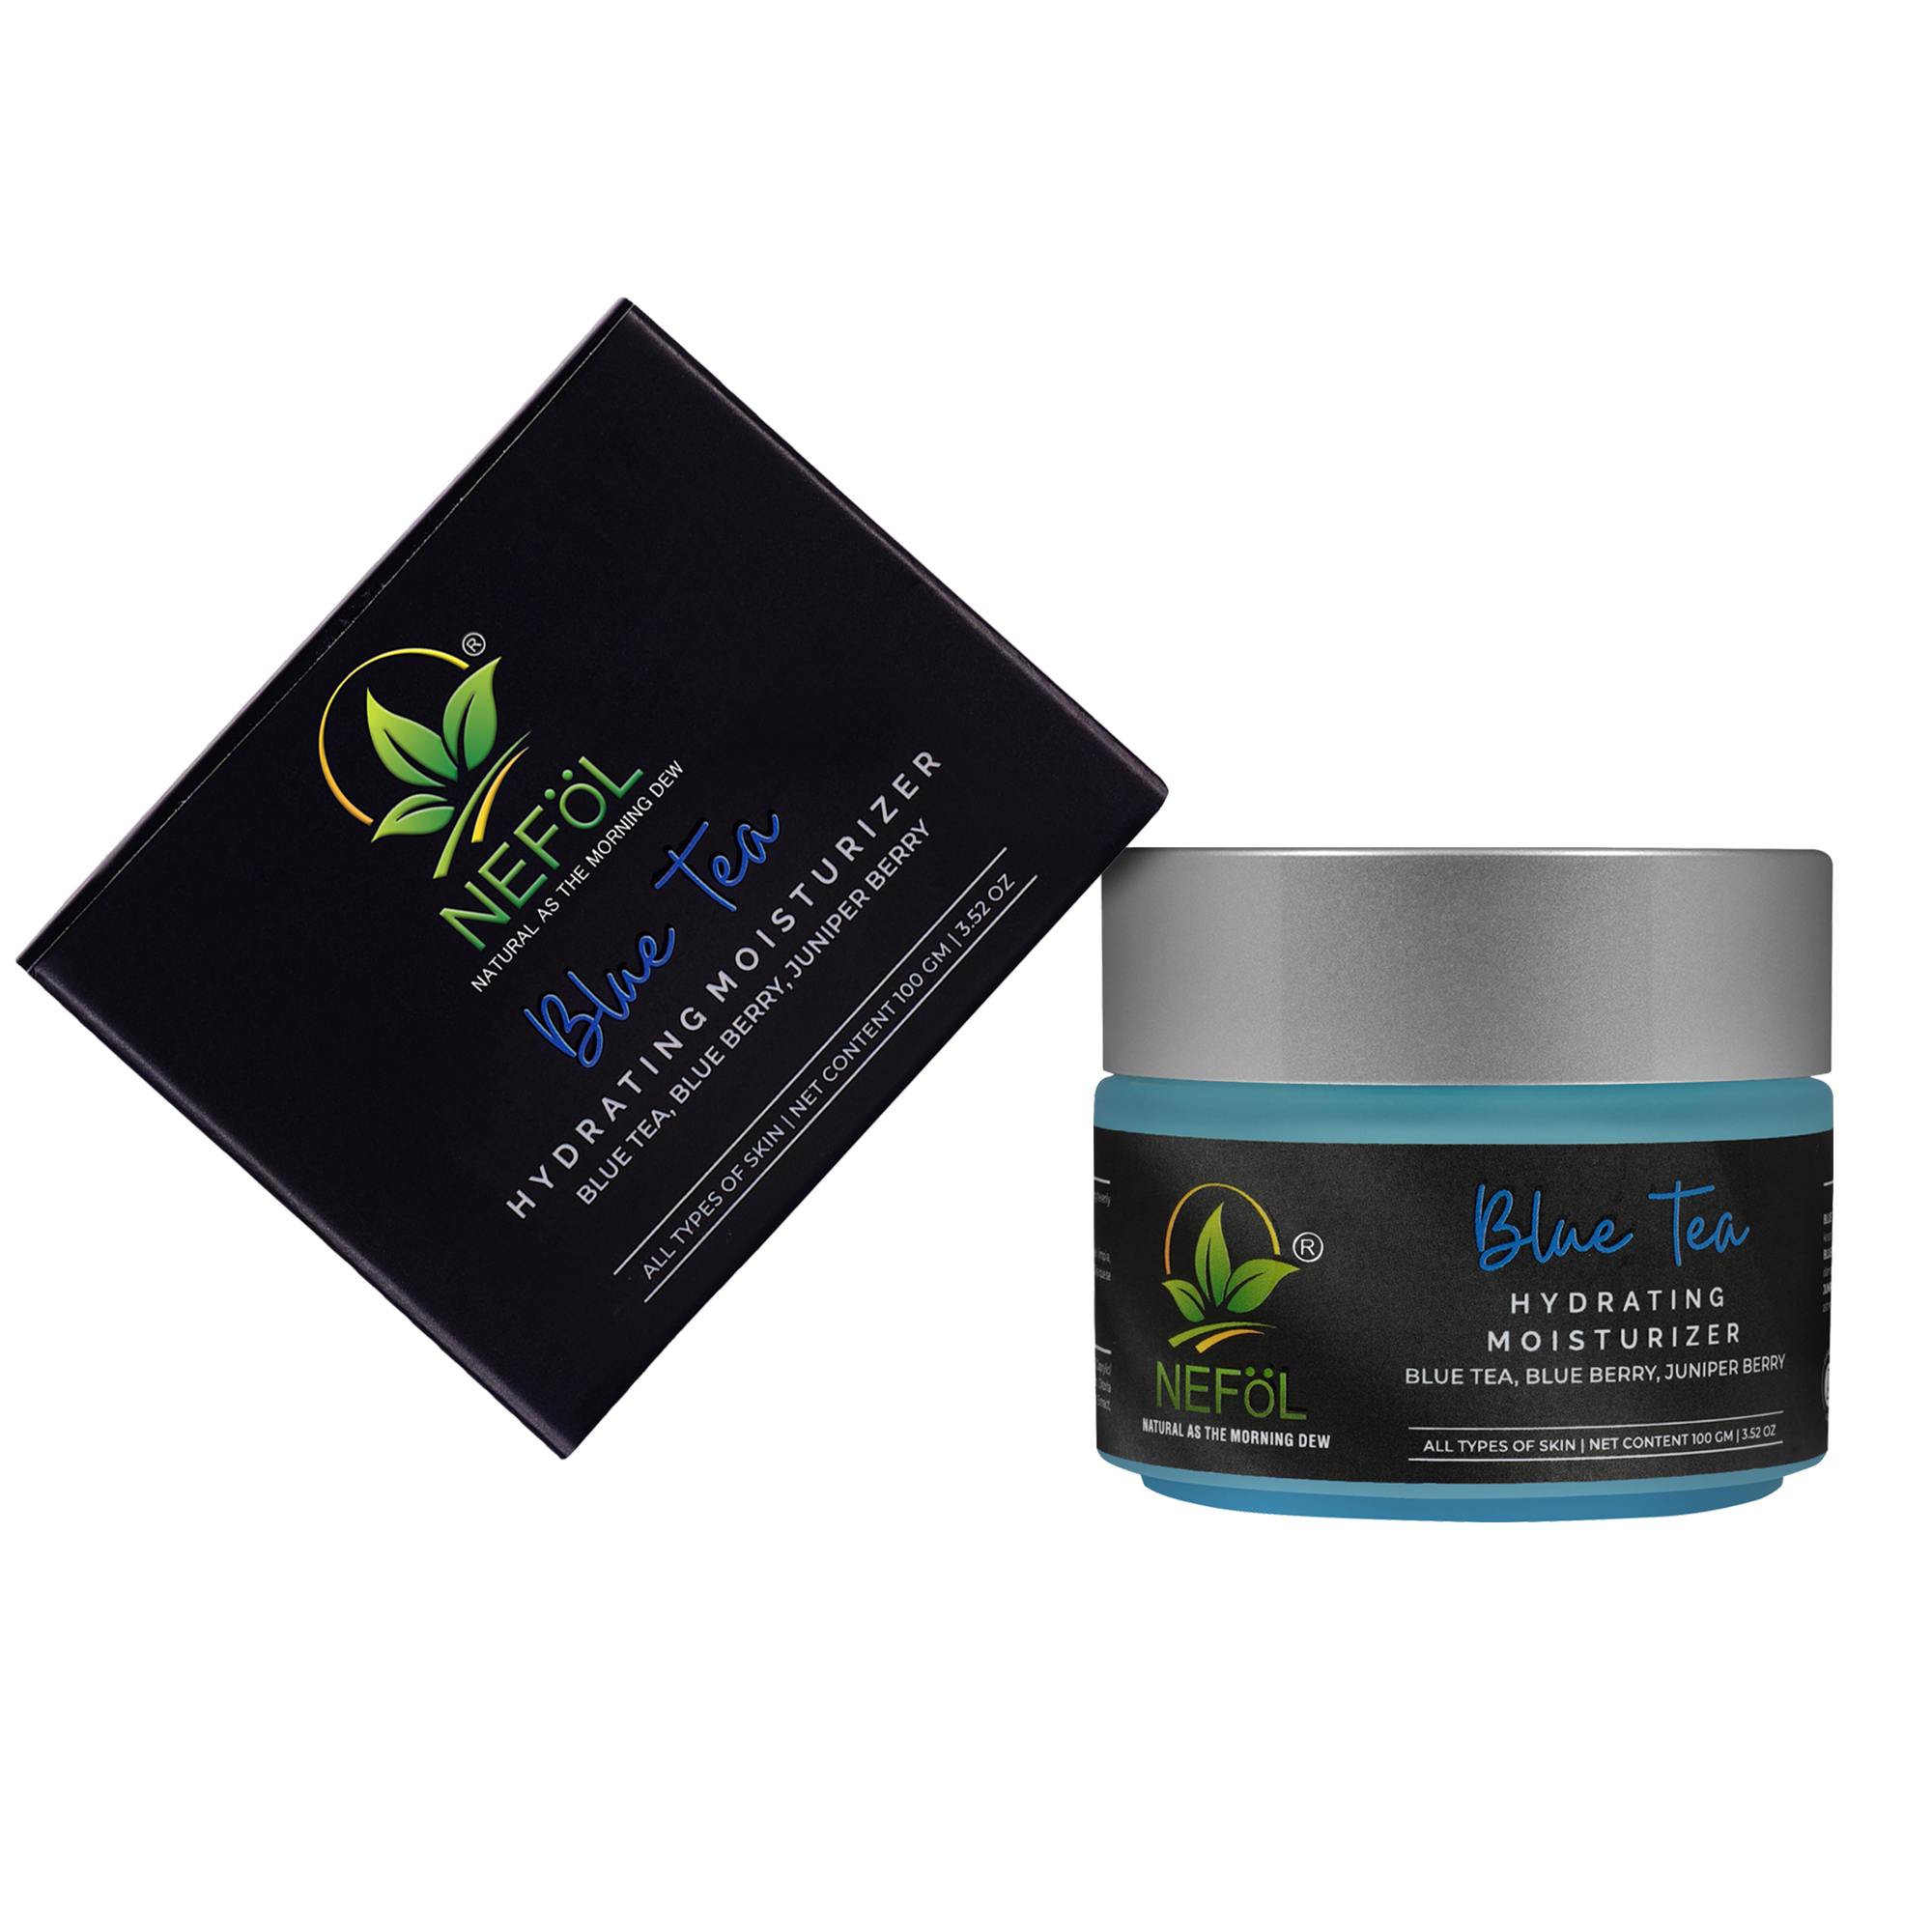 ®
NEFöL
NATURAL AS THE MORNING DEW
Blue Tea
HYDRATING MOISTURIZER
BLUE TEA, BLUE BERRY, JUNIPER BERRY
ALL TYPES OF SKIN | NET CONTENT 100 GM | 3.52 OZ
®
NEFöL
NATURAL AS THE MORNING DEW
Blue Tea
HYDRATING
MOISTURIZER
BLUE TEA, BLUE BERRY, JUNIPER BERRY
ALL TYPES OF SKIN | NET CONTENT 100 GM | 3.52 OZ